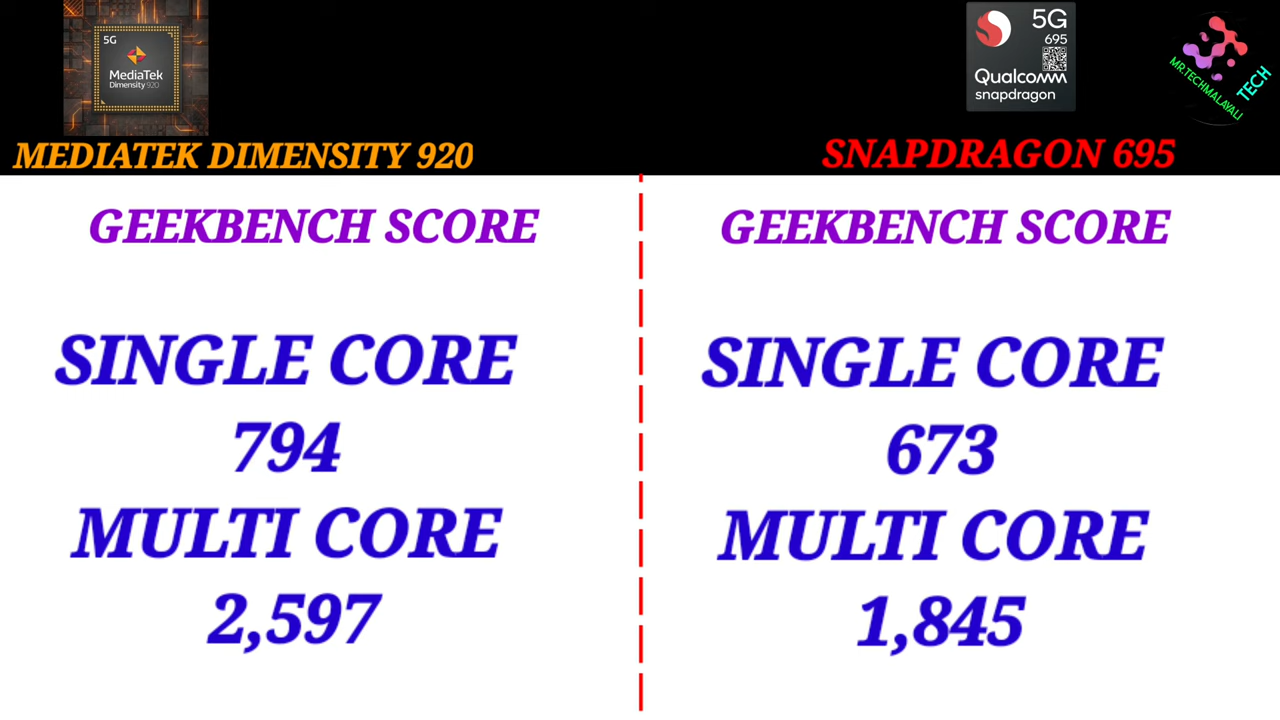 5G
MediaTek
Dimensity 920
MEDIATEK DIMENSITY 920
5G
695
Qualcomm
snapdragon
MR.TECHMALAYALI
TECH
SNAPDRAGON 695
GEEKBENCH SCORE
SINGLE CORE
794
MULTI CORE
2,597
GEEKBENCH SCORE
SINGLE CORE
673
MULTI CORE
1,845